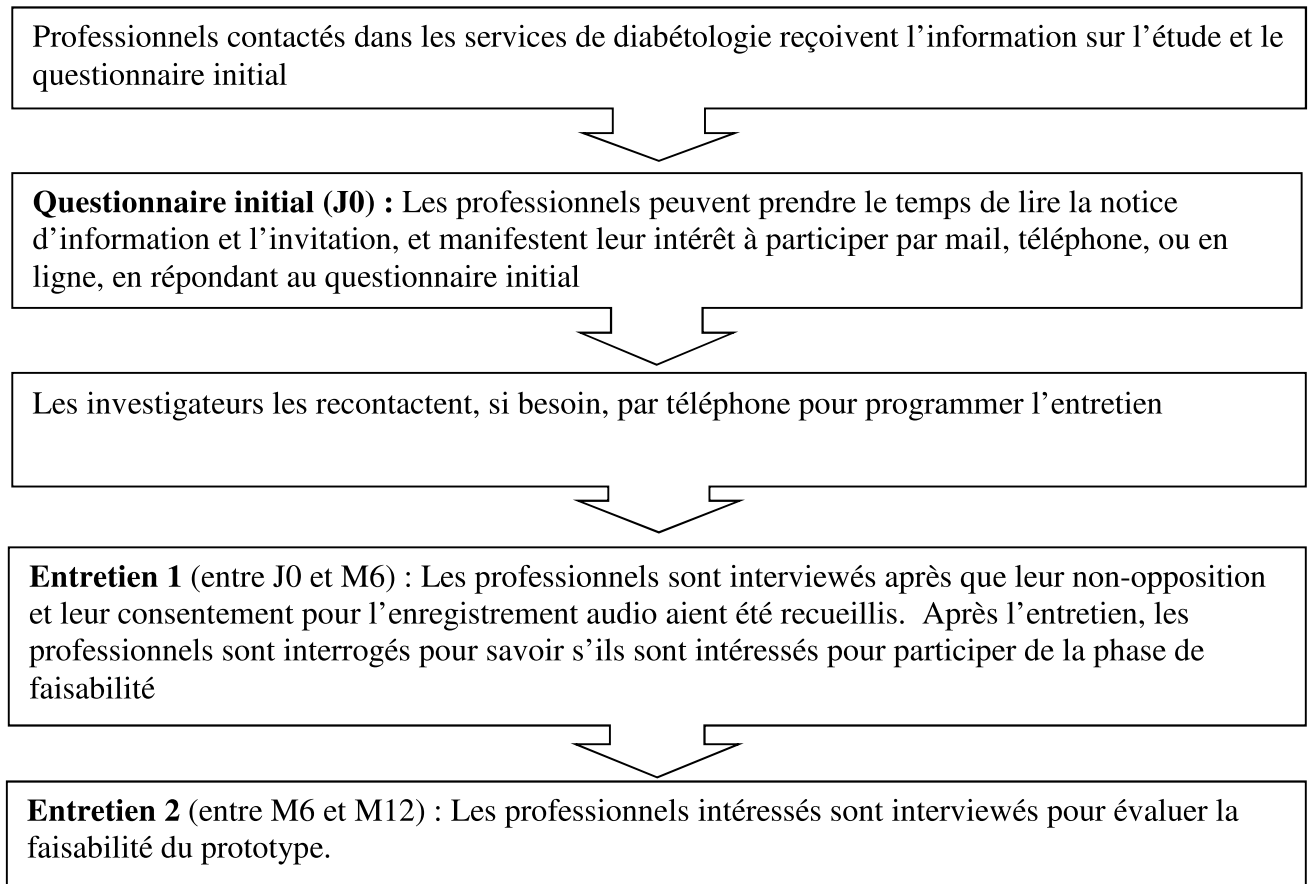 Professionnels contactés dans les services de diabétologie reçoivent l’information sur l’étude et le
questionnaire initial
Questionnaire initial (J0) : Les professionnels peuvent prendre le temps de lire la notice
d’information et l’invitation, et manifestent leur intérêt à participer par mail, téléphone, ou en
ligne, en répondant au questionnaire initial
Les investigateurs les recontactent, si besoin, par téléphone pour programmer l’entretien
Entretien 1 (entre J0 et M6) : Les professionnels sont interviewés après que leur non-opposition
et leur consentement pour l’enregistrement audio aient été recueillis.  Après l’entretien, les
professionnels sont interrogés pour savoir s’ils sont intéressés pour participer de la phase de
faisabilité
Entretien 2 (entre M6 et M12) : Les professionnels intéressés sont interviewés pour évaluer la
faisabilité du prototype.